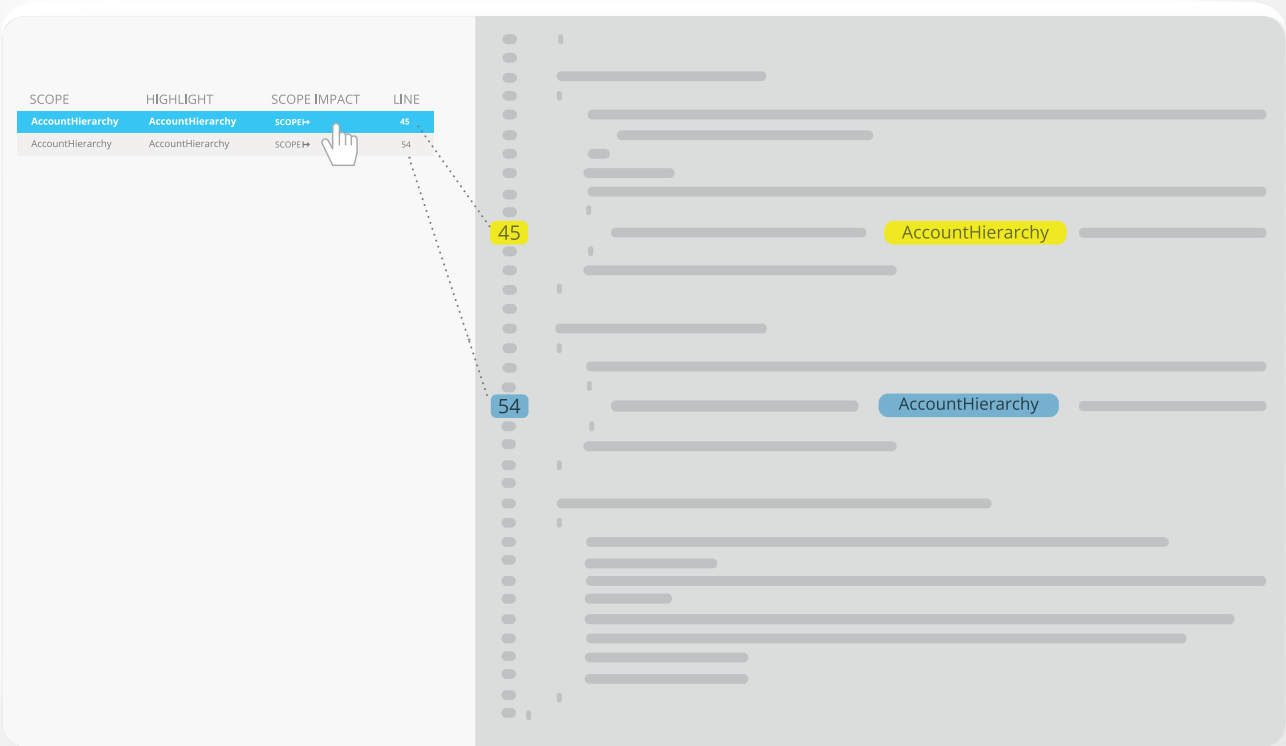 SCOPE HIGHLIGHT SCOPE IMPACT LINE
AccountHierarchy AccountHierarchy SCOPE↦ 45
AccountHierarchy AccountHierarchy SCOPE↦ 54
45 AccountHierarchy
54 AccountHierarchy